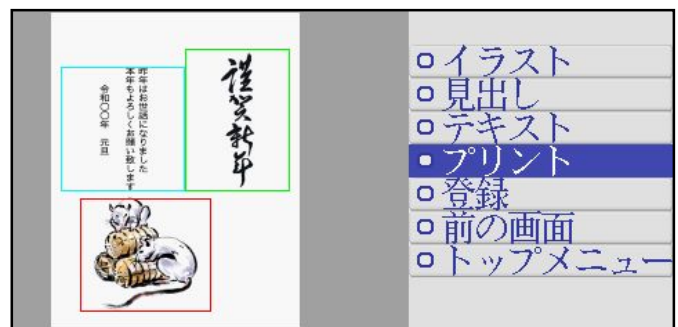 謹賀新年
昨年はお世話になりました
本年もよろしくお願い致します
令和〇〇年 元旦
イラスト
見出し
テキスト
プリント
登録
前の画面
トップメニュー